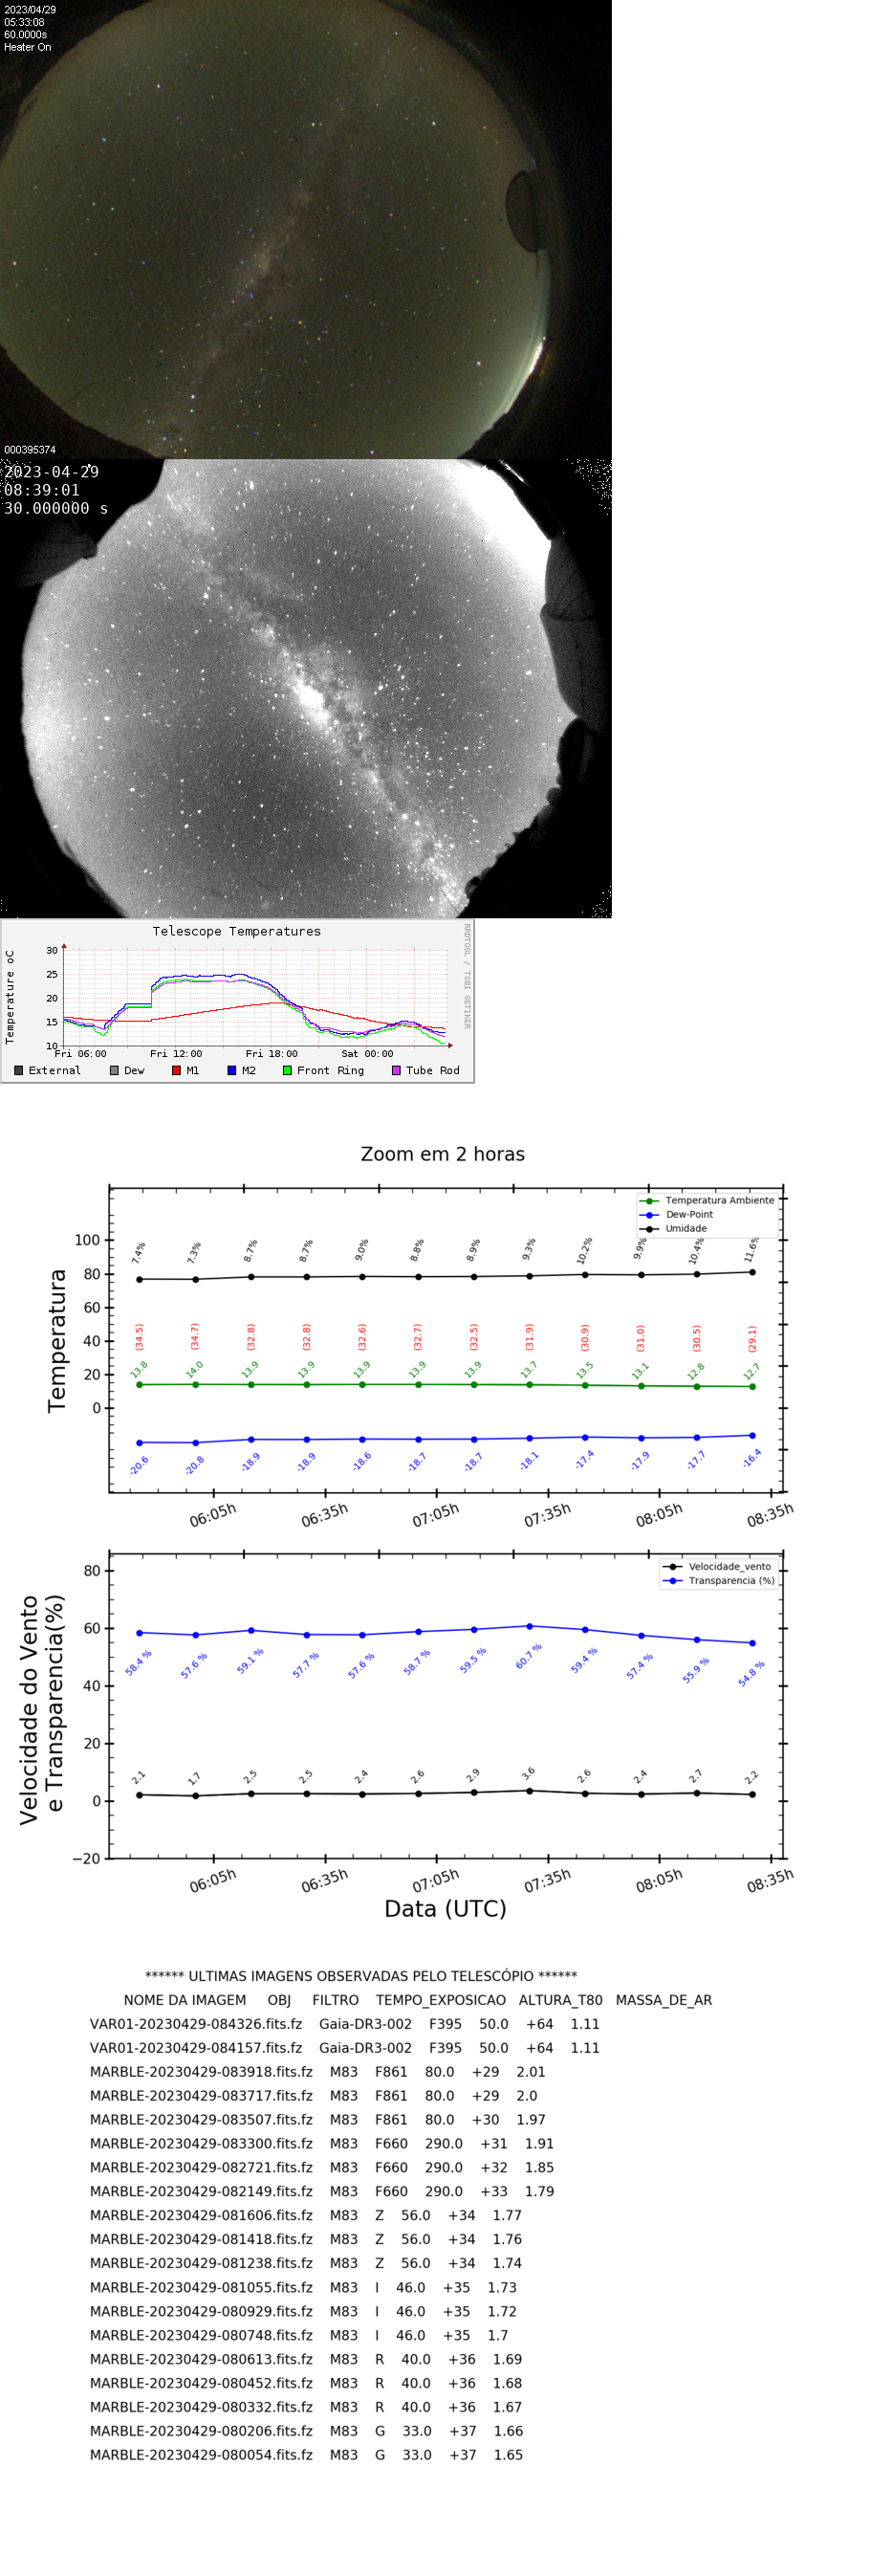 2023/04/29
05:33:08
60.0000s
Heater On
000395374
2023-04-29
08:39:01
30.000000 s
Telescope Temperatures
RRDTOOL / TOBI OETIKER
Temperature oC
30
25
20
15
10
Fri 06:00 Fri 12:00 Fri 18:00 Sat 00:00
External Dew M1 M2 Front Ring Tube Rod
Zoom em 2 horas
Temperatura Ambiente
Dew-Point
Umidade
Temperatura
100
80
60
40
20
0
7.4% 7.3% 8.7% 8.7% 9.0% 8.8% 8.9% 9.3% 10.2% 9.9% 10.4% 11.6%
(34.5) (34.7) (32.8) (32.8) (32.6) (32.7) (32.5) (31.9) (30.9) (31.0) (30.5) (29.1)
13.8 14.0 13.9 13.9 13.9 13.9 13.9 13.7 13.5 13.1 12.8 12.7
-20.6 -20.8 -18.9 -18.9 -18.6 -18.7 -18.7 -18.1 -17.4 -17.9 -17.7 -16.4
06:05h 06:35h 07:05h 07:35h 08:05h 08:35h
Velocidade_vento
Transparencia (%)
Velocidade do Vento
e Transparencia(%)
80
60
40
20
0
−20
58.4 % 57.6 % 59.1 % 57.7 % 57.6 % 58.7 % 59.5 % 60.7 % 59.4 % 57.4 % 55.9 % 54.8 %
2.1 1.7 2.5 2.5 2.4 2.6 2.9 3.6 2.6 2.4 2.7 2.2
06:05h 06:35h 07:05h 07:35h 08:05h 08:35h
Data (UTC)
****** ULTIMAS IMAGENS OBSERVADAS PELO TELESCÓPIO ******
NOME DA IMAGEM OBJ FILTRO TEMPO_EXPOSICAO ALTURA_T80 MASSA_DE_AR
VAR01-20230429-084326.fits.fz Gaia-DR3-002 F395 50.0 +64 1.11
VAR01-20230429-084157.fits.fz Gaia-DR3-002 F395 50.0 +64 1.11
MARBLE-20230429-083918.fits.fz M83 F861 80.0 +29 2.01
MARBLE-20230429-083717.fits.fz M83 F861 80.0 +29 2.0
MARBLE-20230429-083507.fits.fz M83 F861 80.0 +30 1.97
MARBLE-20230429-083300.fits.fz M83 F660 290.0 +31 1.91
MARBLE-20230429-082721.fits.fz M83 F660 290.0 +32 1.85
MARBLE-20230429-082149.fits.fz M83 F660 290.0 +33 1.79
MARBLE-20230429-081606.fits.fz M83 Z 56.0 +34 1.77
MARBLE-20230429-081418.fits.fz M83 Z 56.0 +34 1.76
MARBLE-20230429-081238.fits.fz M83 Z 56.0 +34 1.74
MARBLE-20230429-081055.fits.fz M83 I 46.0 +35 1.73
MARBLE-20230429-080929.fits.fz M83 I 46.0 +35 1.72
MARBLE-20230429-080748.fits.fz M83 I 46.0 +35 1.7
MARBLE-20230429-080613.fits.fz M83 R 40.0 +36 1.69
MARBLE-20230429-080452.fits.fz M83 R 40.0 +36 1.68
MARBLE-20230429-080332.fits.fz M83 R 40.0 +36 1.67
MARBLE-20230429-080206.fits.fz M83 G 33.0 +37 1.66
MARBLE-20230429-080054.fits.fz M83 G 33.0 +37 1.65